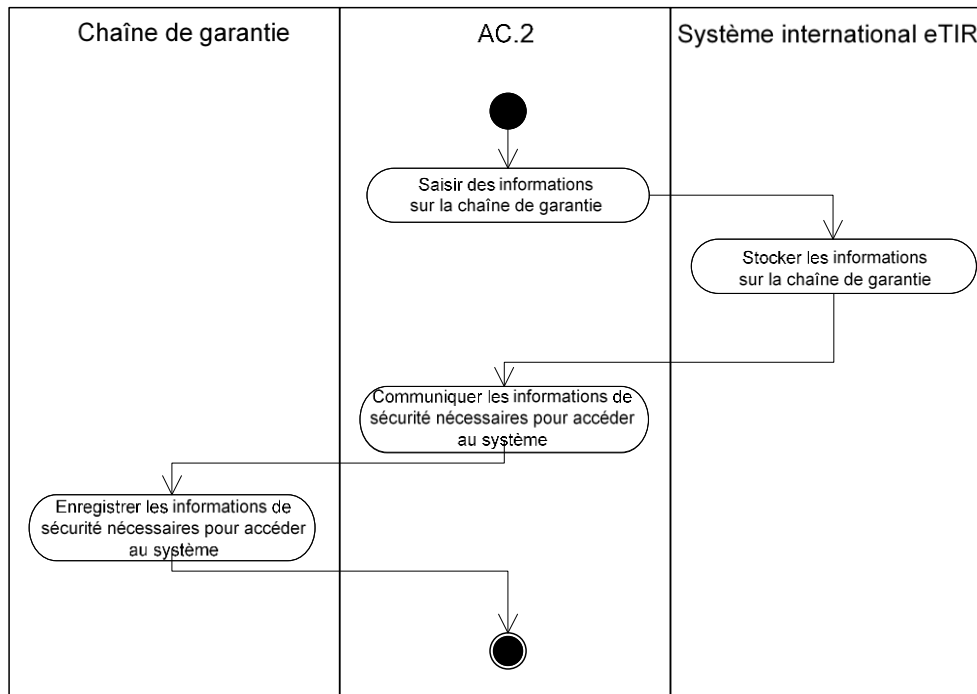 Chaîne de garantie
AC.2
Système international eTIR
Saisir des informations
sur la chaîne de garantie
Stocker les informations
sur la chaîne de garantie
Communiquer les informations de
sécurité nécessaires pour accéder
au système
Enregistrer les informations de
sécurité nécessaires pour accéder
au système